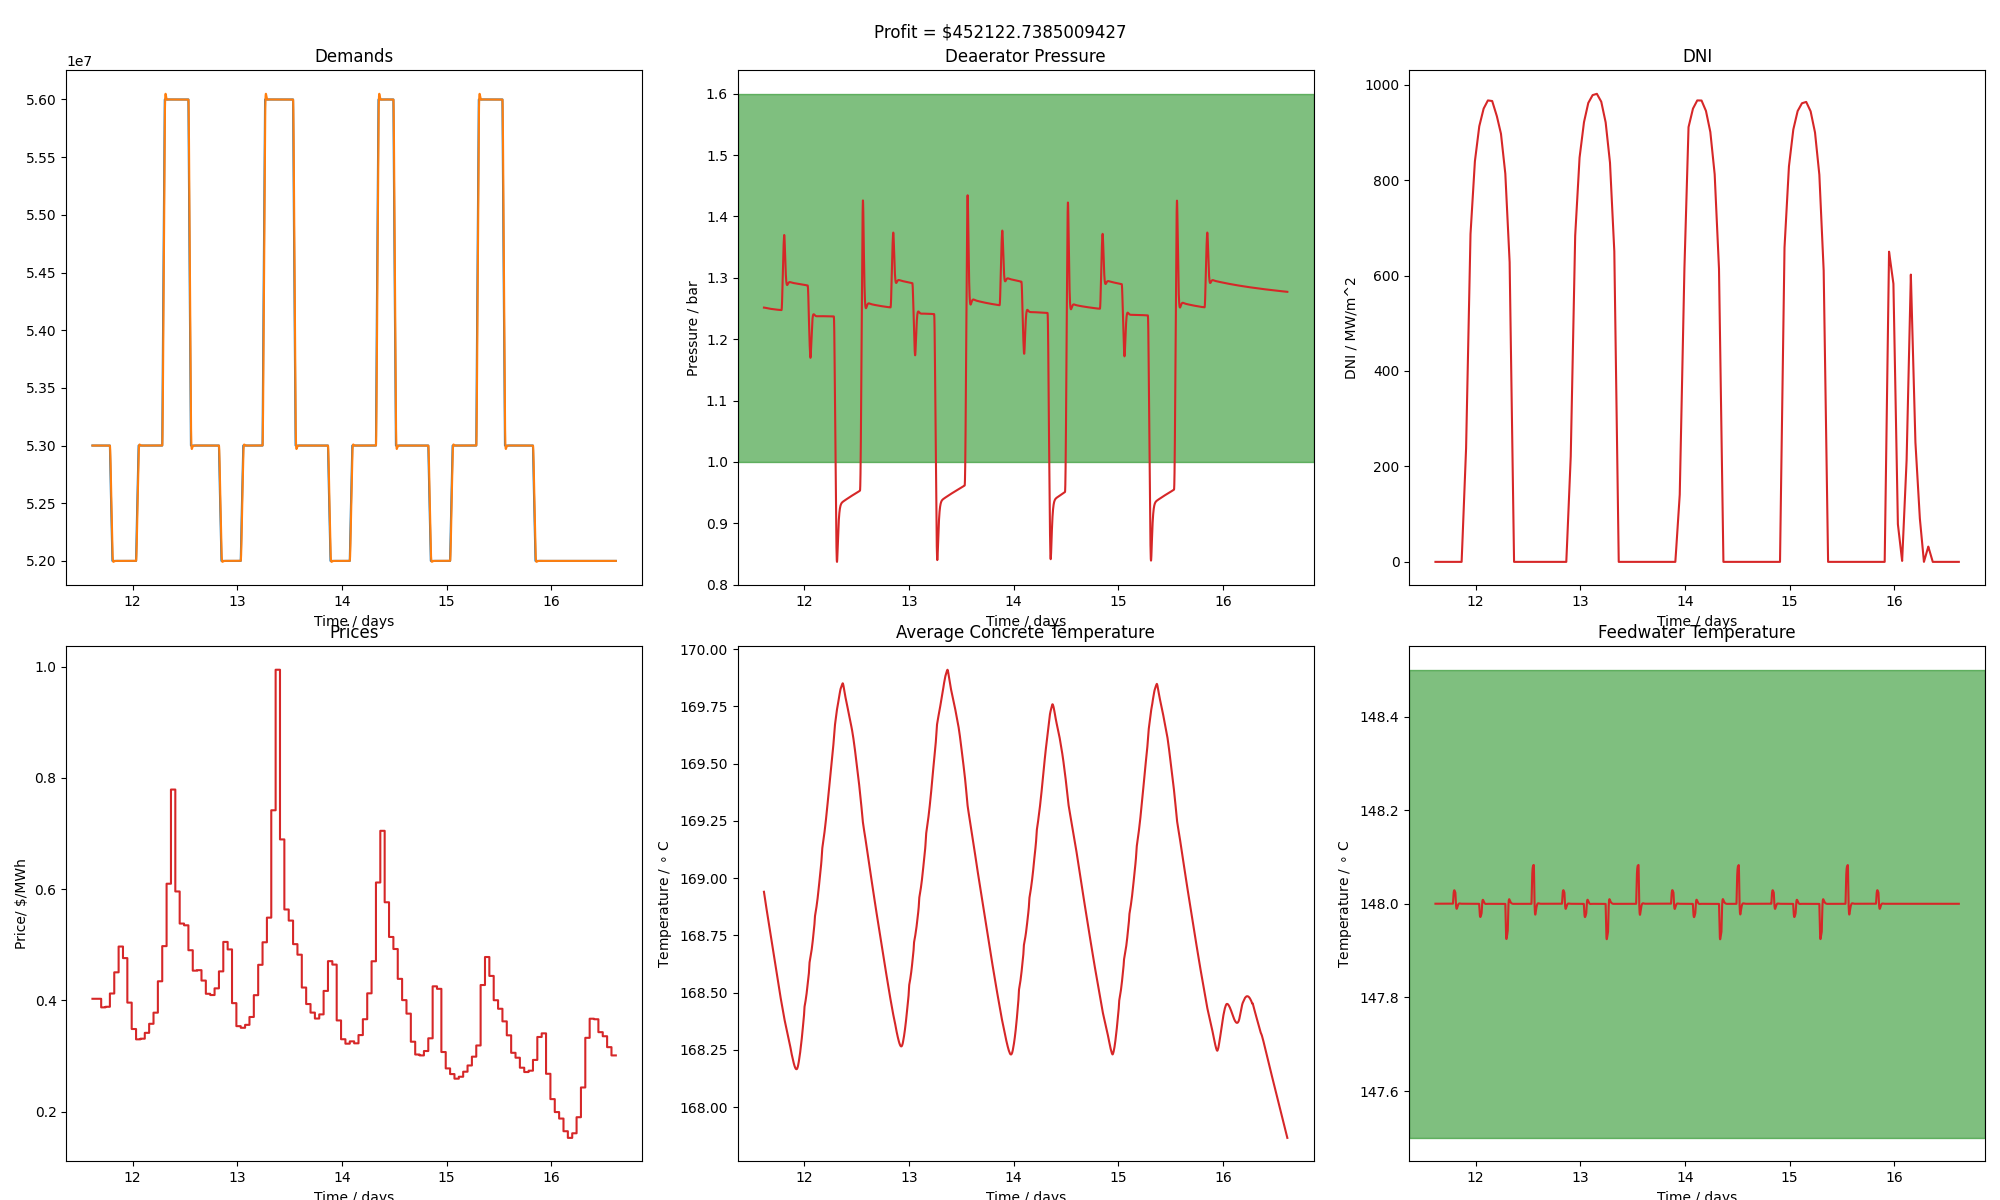 Profit = $452122.7385009427
Demands
1e7
5.60
5.55
5.50
5.45
5.40
5.35
5.30
5.25
5.20
12 13 14 15 16
Time / days
Deaerator Pressure
Pressure / bar
1.6
1.5
1.4
1.3
1.2
1.1
1.0
0.9
0.8
12 13 14 15 16
Time / days
DNI
DNI / MW/m^2
1000
800
600
400
200
0
12 13 14 15 16
Time / days
Prices
Price/ $/MWh
1.0
0.8
0.6
0.4
0.2
12 13 14 15 16
Time / days
Average Concrete Temperature
Temperature / ∘ C
170.00
169.75
169.50
169.25
169.00
168.75
168.50
168.25
168.00
12 13 14 15 16
Time / days
Feedwater Temperature
Temperature / ∘ C
148.4
148.2
148.0
147.8
147.6
12 13 14 15 16
Time / days